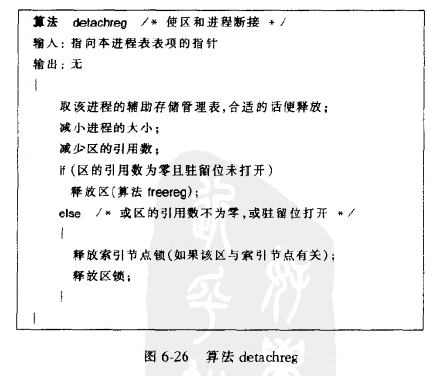 算法 detachreg /* 使区和进程断接 */
输入: 指向本进程表表项的指针
输出: 无
{
取该进程的辅助存储管理表,合适的话便释放;
减小进程的大小;
减少区的引用数;
if (区的引用数为零且驻留位未打开)
释放区(算法 freereg);
else /* 或区的引用数不为零,或驻留位打开 */
{
释放索引节点锁(如果该区与索引节点有关);
释放区锁;
}
}
图 6-26 算法 detachreg